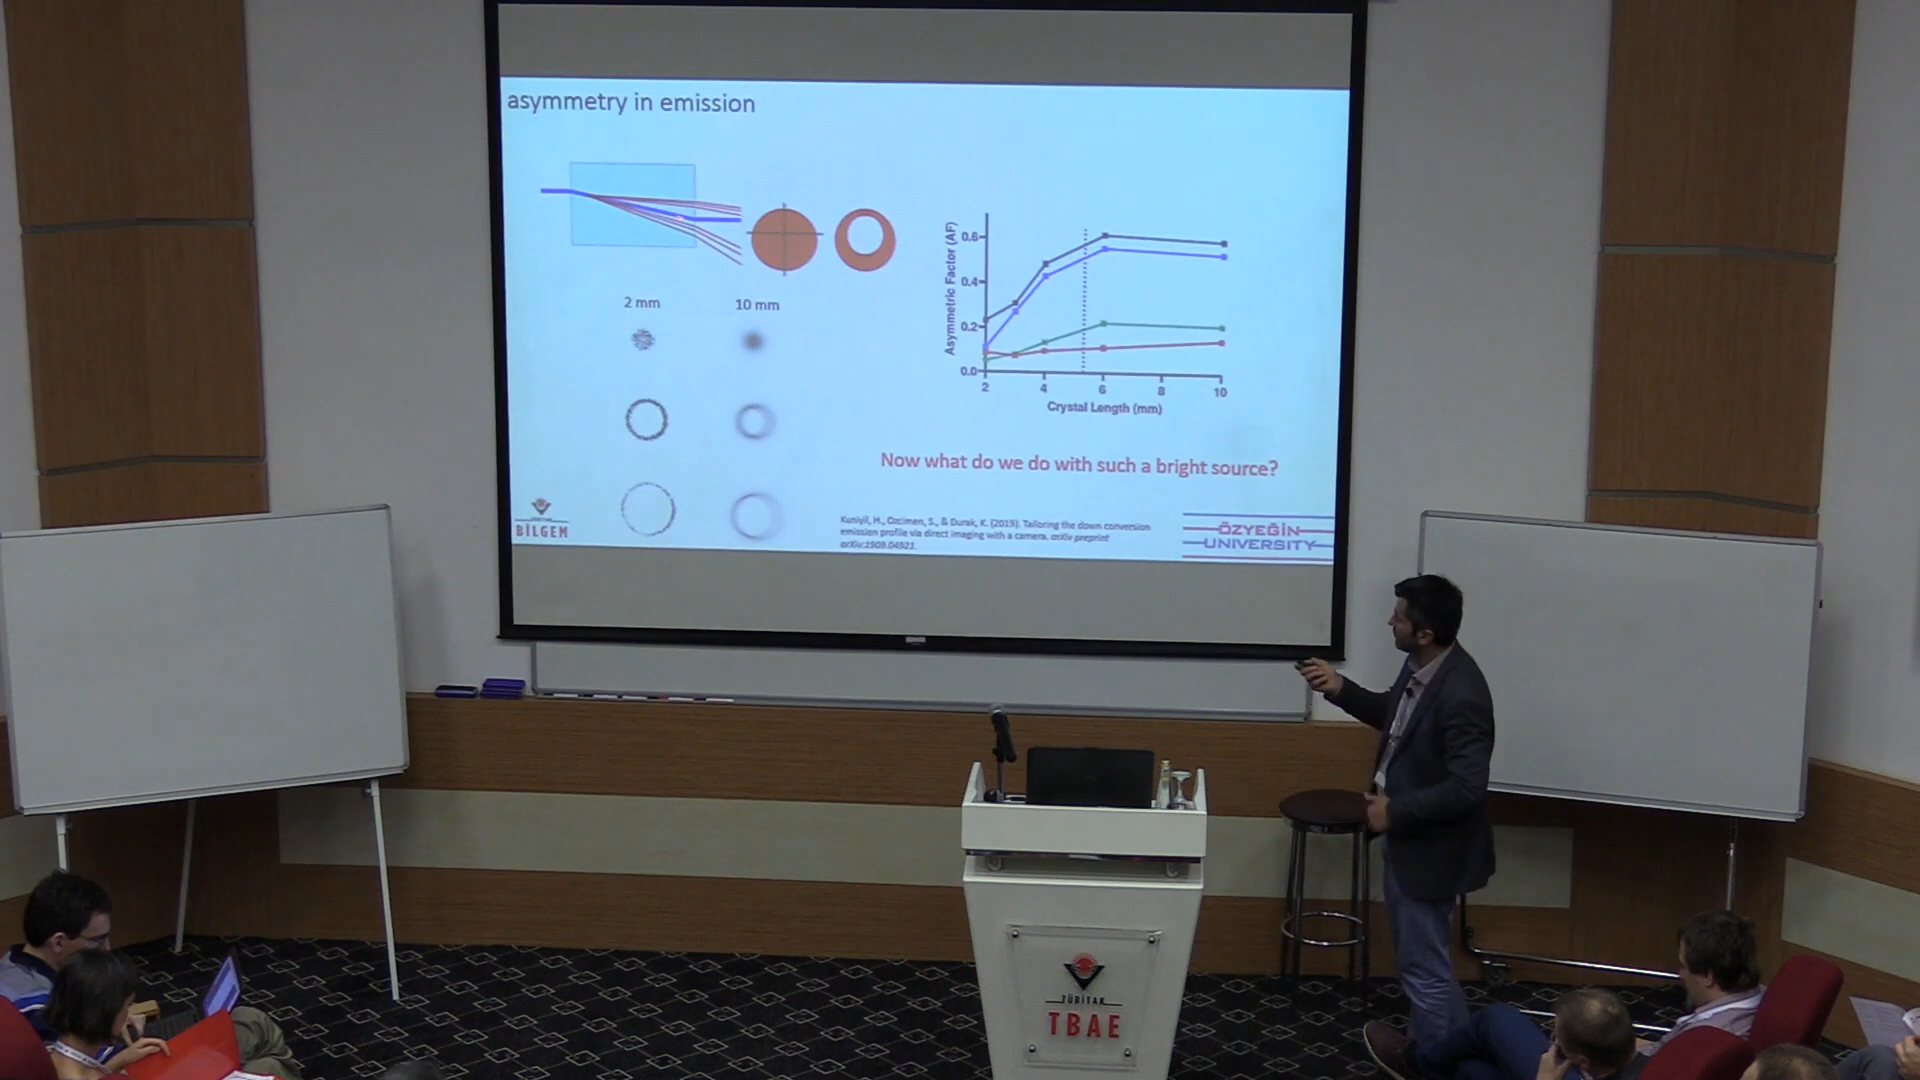 asymmetry in emission
2 mm
10 mm
Asymmetric Factor (AF)
0.6
0.4
0.2
0.0
2
4
6
8
10
Crystal Length (mm)
Now what do we do with such a bright source?
BİLGEM
Kuniyil, H., Ozcimen, S., & Durak, K. (2019). Tailoring the down conversion
emission profile via direct imaging with a camera. arXiv preprint
arXiv:1909.04921.
ÖZYEĞİN
UNIVERSITY
TÜBİTAK
TBAE